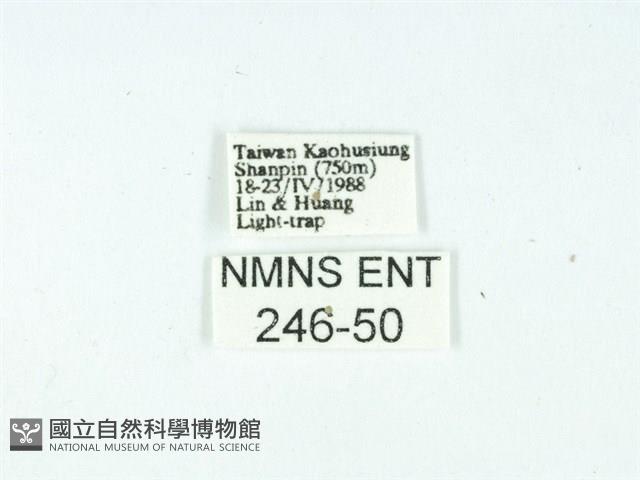 Taiwan Kaohusiung
Shanpin (750m)
18-23/IV/1988
Lin & Huang
Light-trap
NMNS ENT
246-50
國立自然科學博物館
NATIONAL MUSEUM OF NATURAL SCIENCE